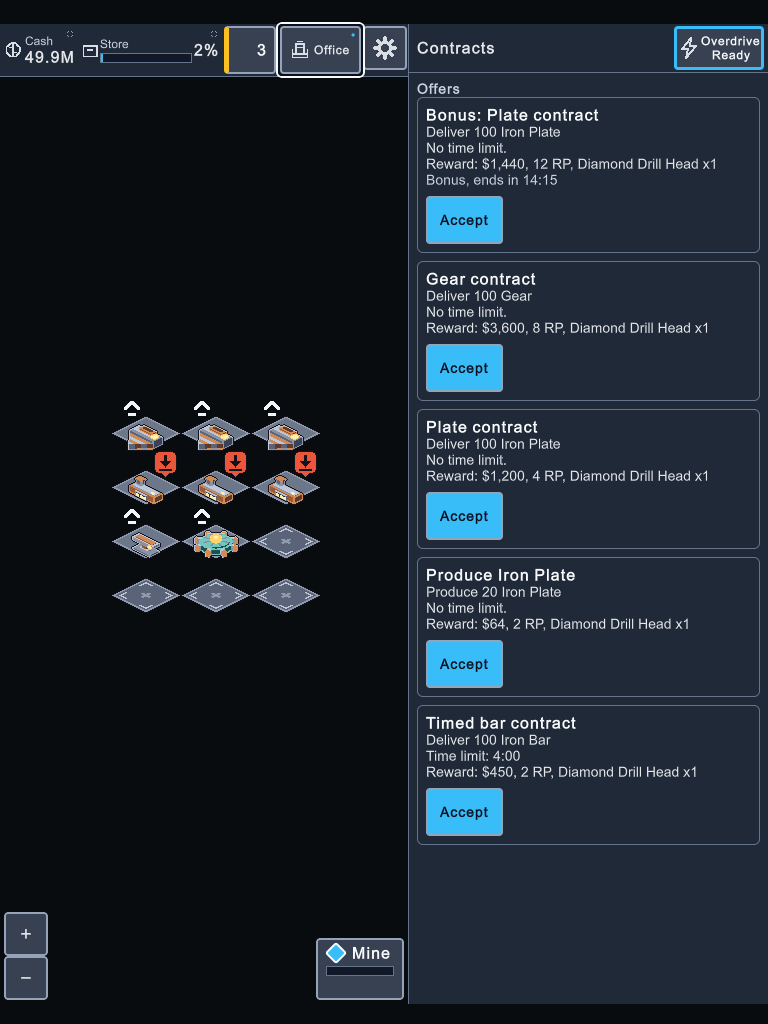 Cash
49.9M
Store
2%
3
Office
Contracts
Overdrive
Ready
Offers
Bonus: Plate contract
Deliver 100 Iron Plate
No time limit.
Reward: $1,440, 12 RP, Diamond Drill Head x1
Bonus, ends in 14:15
Accept
Gear contract
Deliver 100 Gear
No time limit.
Reward: $3,600, 8 RP, Diamond Drill Head x1
Accept
Plate contract
Deliver 100 Iron Plate
No time limit.
Reward: $1,200, 4 RP, Diamond Drill Head x1
Accept
Produce Iron Plate
Produce 20 Iron Plate
No time limit.
Reward: $64, 2 RP, Diamond Drill Head x1
Accept
Timed bar contract
Deliver 100 Iron Bar
Time limit: 4:00
Reward: $450, 2 RP, Diamond Drill Head x1
Accept
+
−
Mine